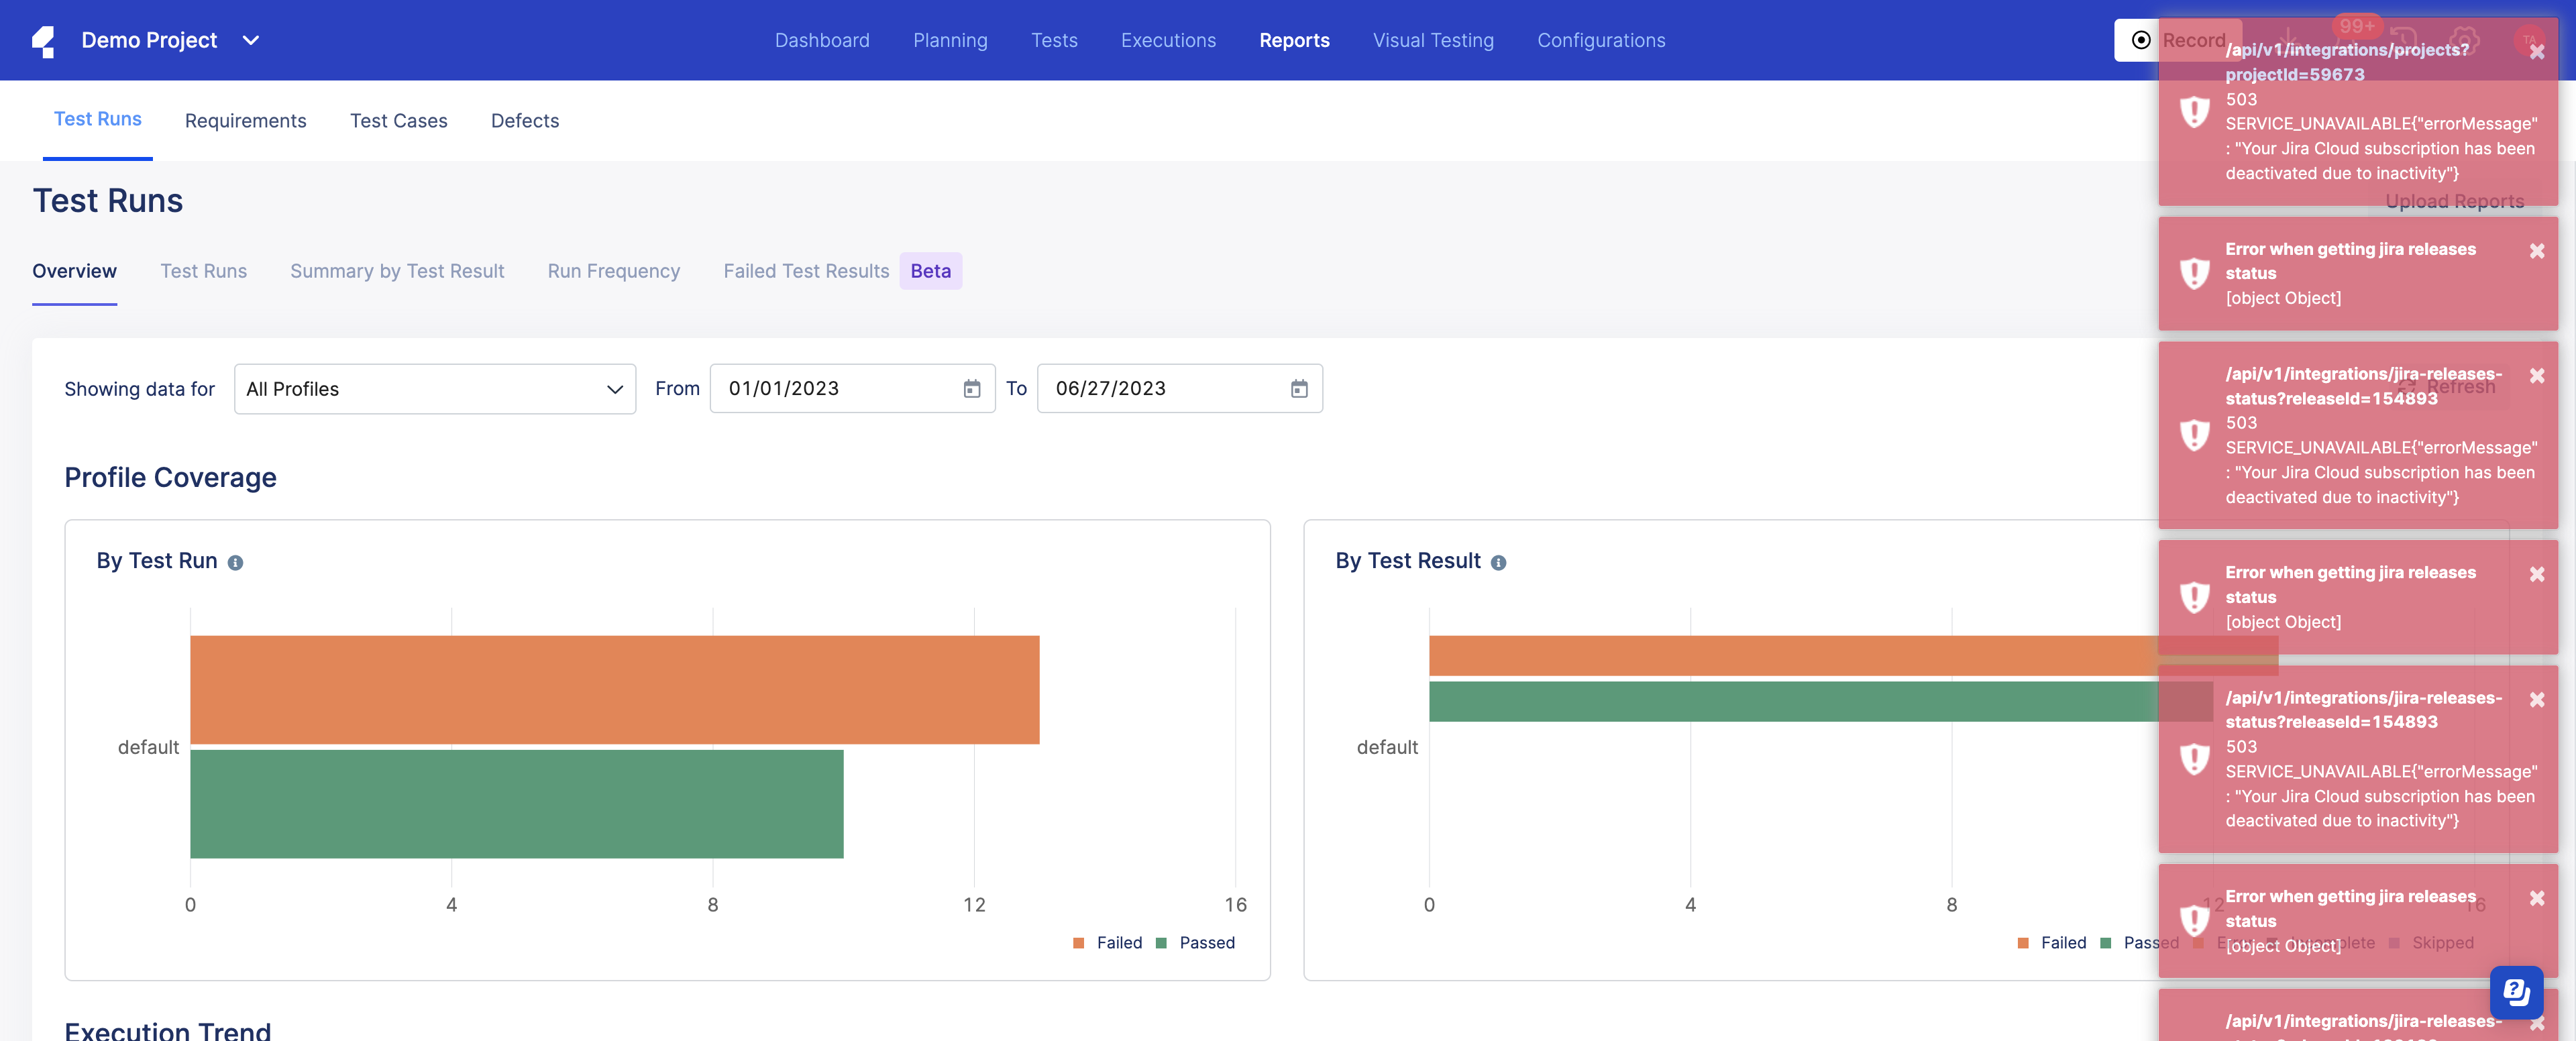 Demo Project
Dashboard Planning Tests Executions Reports Visual Testing Configurations
Record
99+
TA
Test Runs Requirements Test Cases Defects
Test Runs
Upload Reports
Overview Test Runs Summary by Test Result Run Frequency Failed Test Results Beta
Showing data for All Profiles From 01/01/2023 To 06/27/2023
Refresh
Profile Coverage
By Test Run
default
0 4 8 12 16
Failed Passed
By Test Result
default
0 4 8 12 16
Failed Passed Skipped
Execution Trend
/api/v1/integrations/projects?
projectId=59673
503
SERVICE_UNAVAILABLE{"errorMessage"
: "Your Jira Cloud subscription has been
deactivated due to inactivity"}
Error when getting jira releases
status
[object Object]
/api/v1/integrations/jira-releases-
status?releaseId=154893
503
SERVICE_UNAVAILABLE{"errorMessage"
: "Your Jira Cloud subscription has been
deactivated due to inactivity"}
Error when getting jira releases
status
[object Object]
/api/v1/integrations/jira-releases-
status?releaseId=154893
503
SERVICE_UNAVAILABLE{"errorMessage"
: "Your Jira Cloud subscription has been
deactivated due to inactivity"}
Error when getting jira releases
status
[object Object]
/api/v1/integrations/jira-releases-